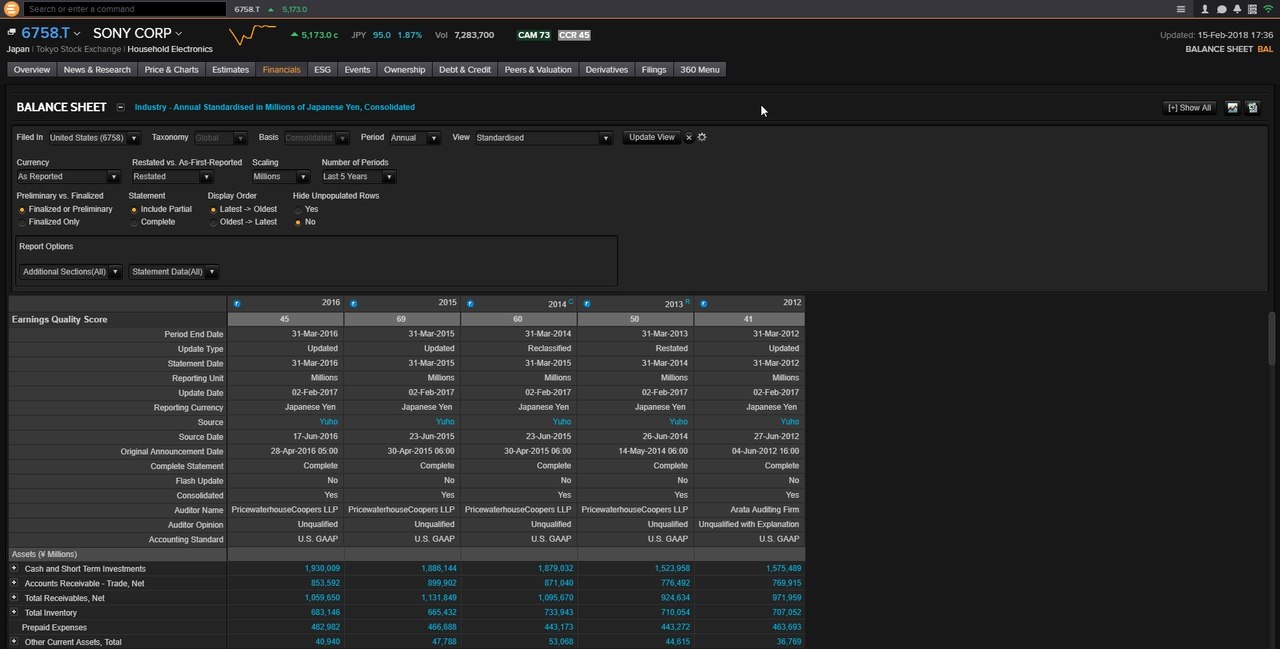 Search or enter a command 6758.T 5,173.0
6758.T SONY CORP 5,173.0 c JPY 95.0 1.87% Vol 7,283,700 CAM 73 CCR 45 Updated: 15-Feb-2018 17:36
Japan | Tokyo Stock Exchange | Household Electronics BALANCE SHEET BAL
Overview News & Research Price & Charts Estimates Financials ESG Events Ownership Debt & Credit Peers & Valuation Derivatives Filings 360 Menu
BALANCE SHEET Industry - Annual Standardised in Millions of Japanese Yen, Consolidated [+] Show All
Filed In United States (6758) Taxonomy Global Basis Consolidated Period Annual View Standardised Update View
Currency Restated vs. As-First-Reported Scaling Number of Periods
As Reported Restated Millions Last 5 Years
Preliminary vs. Finalized Statement Display Order Hide Unpopulated Rows
Finalized or Preliminary Include Partial Latest -> Oldest Yes
Finalized Only Complete Oldest -> Latest No
Report Options
Additional Sections(All) Statement Data(All)
2016 2015 2014 C 2013 R 2012
Earnings Quality Score 45 69 60 50 41
Period End Date 31-Mar-2016 31-Mar-2015 31-Mar-2014 31-Mar-2013 31-Mar-2012
Update Type Updated Updated Reclassified Restated Updated
Statement Date 31-Mar-2016 31-Mar-2015 31-Mar-2015 31-Mar-2014 31-Mar-2012
Reporting Unit Millions Millions Millions Millions Millions
Update Date 02-Feb-2017 02-Feb-2017 02-Feb-2017 02-Feb-2017 02-Feb-2017
Reporting Currency Japanese Yen Japanese Yen Japanese Yen Japanese Yen Japanese Yen
Source Yuho Yuho Yuho Yuho Yuho
Source Date 17-Jun-2016 23-Jun-2015 23-Jun-2015 26-Jun-2014 27-Jun-2012
Original Announcement Date 28-Apr-2016 05:00 30-Apr-2015 06:00 30-Apr-2015 06:00 14-May-2014 06:00 04-Jun-2012 16:00
Complete Statement Complete Complete Complete Complete Complete
Flash Update No No No No No
Consolidated Yes Yes Yes Yes Yes
Auditor Name PricewaterhouseCoopers LLP PricewaterhouseCoopers LLP PricewaterhouseCoopers LLP PricewaterhouseCoopers LLP Arata Auditing Firm
Auditor Opinion Unqualified Unqualified Unqualified Unqualified Unqualified with Explanation
Accounting Standard U.S. GAAP U.S. GAAP U.S. GAAP U.S. GAAP U.S. GAAP
Assets (¥ Millions)
Cash and Short Term Investments 1,930,009 1,886,144 1,879,032 1,523,958 1,575,489
Accounts Receivable - Trade, Net 853,592 899,902 871,040 776,492 769,915
Total Receivables, Net 1,059,650 1,131,849 1,095,670 924,634 971,959
Total Inventory 683,146 665,432 733,943 710,054 707,052
Prepaid Expenses 482,982 466,688 443,173 443,272 463,693
Other Current Assets, Total 40,940 47,788 53,068 44,615 36,769